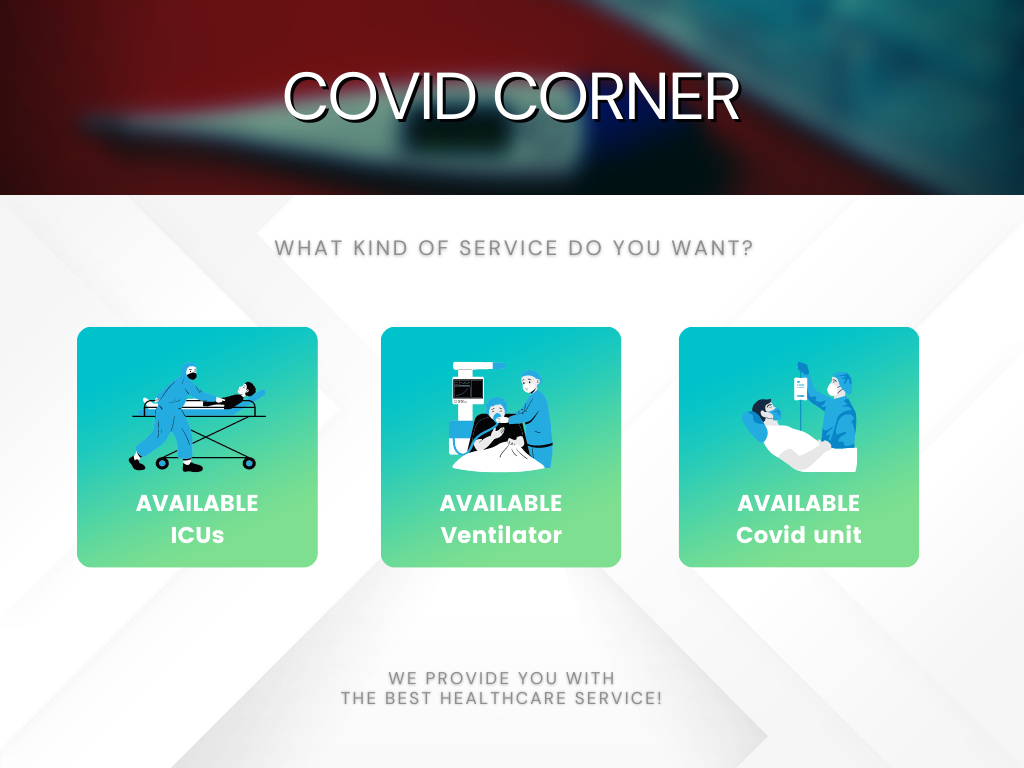 COVID CORNER
WHAT KIND OF SERVICE DO YOU WANT?
AVAILABLE
ICUs
AVAILABLE
Ventilator
AVAILABLE
Covid unit
WE PROVIDE YOU WITH
THE BEST HEALTHCARE SERVICE!